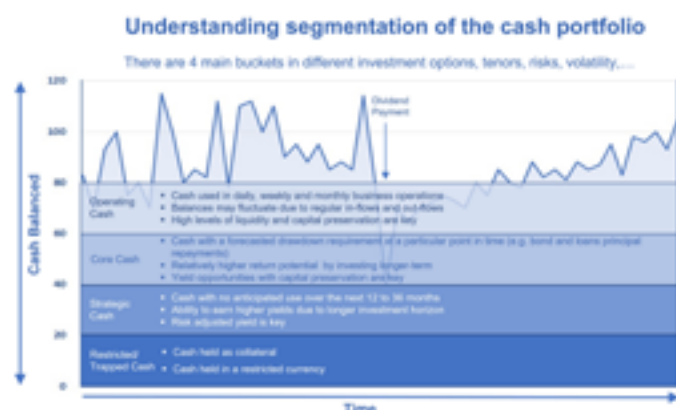 Understanding segmentation of the cash portfolio
There are 4 main buckets in different investment options, tenors, risks, volatility,...
Cash Balanced
120
100
80
60
40
20
0
Dividend
Payment
Operating
Cash
• Cash used in daily, weekly and monthly business operations
• Balances may fluctuate due to regular in-flows and out-flows
• High levels of liquidity and capital preservation are key
Core Cash
• Cash with a forecasted drawdown requirement at a particular point in time (e.g. bond and loans principal
repayments)
• Relatively higher return potential by investing longer-term
• Yield opportunities with capital preservation are key
Strategic
Cash
• Cash with no anticipated use over the next 12 to 36 months
• Ability to earn higher yields due to longer investment horizon
• Risk adjusted yield is key
Restricted/
Trapped Cash
• Cash held as collateral
• Cash held in a restricted currency
Time